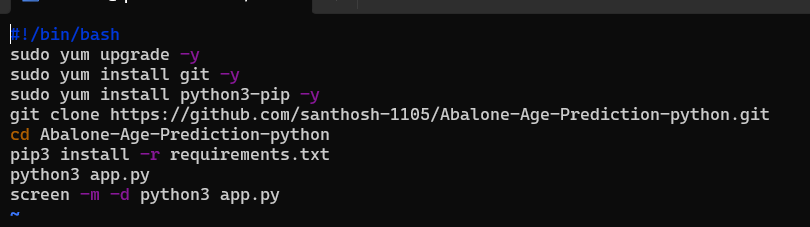 #!/bin/bash
sudo yum upgrade -y
sudo yum install git -y
sudo yum install python3-pip -y
git clone https://github.com/santhosh-1105/Abalone-Age-Prediction-python.git
cd Abalone-Age-Prediction-python
pip3 install -r requirements.txt
python3 app.py
screen -m -d python3 app.py
~